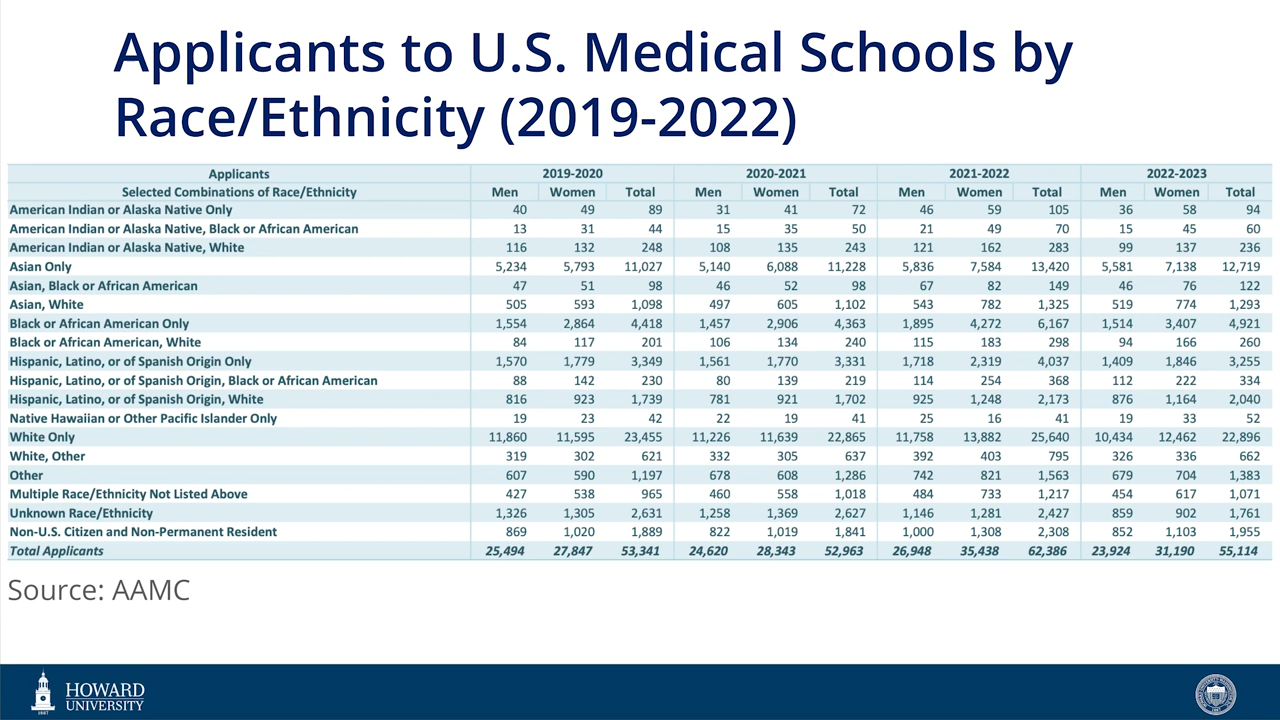 Applicants to U.S. Medical Schools by
Race/Ethnicity (2019-2022)
Applicants 2019-2020 2020-2021 2021-2022 2022-2023
Selected Combinations of Race/Ethnicity Men Women Total Men Women Total Men Women Total Men Women Total
American Indian or Alaska Native Only 40 49 89 31 41 72 46 59 105 36 58 94
American Indian or Alaska Native, Black or African American 13 31 44 15 35 50 21 49 70 15 45 60
American Indian or Alaska Native, White 116 132 248 108 135 243 121 162 283 99 137 236
Asian Only 5,234 5,793 11,027 5,140 6,088 11,228 5,836 7,584 13,420 5,581 7,138 12,719
Asian, Black or African American 47 51 98 46 52 98 67 82 149 46 76 122
Asian, White 505 593 1,098 497 605 1,102 543 782 1,325 519 774 1,293
Black or African American Only 1,554 2,864 4,418 1,457 2,906 4,363 1,895 4,272 6,167 1,514 3,407 4,921
Black or African American, White 84 117 201 106 134 240 115 183 298 94 166 260
Hispanic, Latino, or of Spanish Origin Only 1,570 1,779 3,349 1,561 1,770 3,331 1,718 2,319 4,037 1,409 1,846 3,255
Hispanic, Latino, or of Spanish Origin, Black or African American 88 142 230 80 139 219 114 254 368 112 222 334
Hispanic, Latino, or of Spanish Origin, White 816 923 1,739 781 921 1,702 925 1,248 2,173 876 1,164 2,040
Native Hawaiian or Other Pacific Islander Only 19 23 42 22 19 41 25 16 41 19 33 52
White Only 11,860 11,595 23,455 11,226 11,639 22,865 11,758 13,882 25,640 10,434 12,462 22,896
White, Other 319 302 621 332 305 637 392 403 795 326 336 662
Other 607 590 1,197 678 608 1,286 742 821 1,563 679 704 1,383
Multiple Race/Ethnicity Not Listed Above 427 538 965 460 558 1,018 484 733 1,217 454 617 1,071
Unknown Race/Ethnicity 1,326 1,305 2,631 1,258 1,369 2,627 1,146 1,281 2,427 859 902 1,761
Non-U.S. Citizen and Non-Permanent Resident 869 1,020 1,889 822 1,019 1,841 1,000 1,308 2,308 852 1,103 1,955
Total Applicants 25,494 27,847 53,341 24,620 28,343 52,963 26,948 35,438 62,386 23,924 31,190 55,114
Source: AAMC
HOWARD
UNIVERSITY
1867